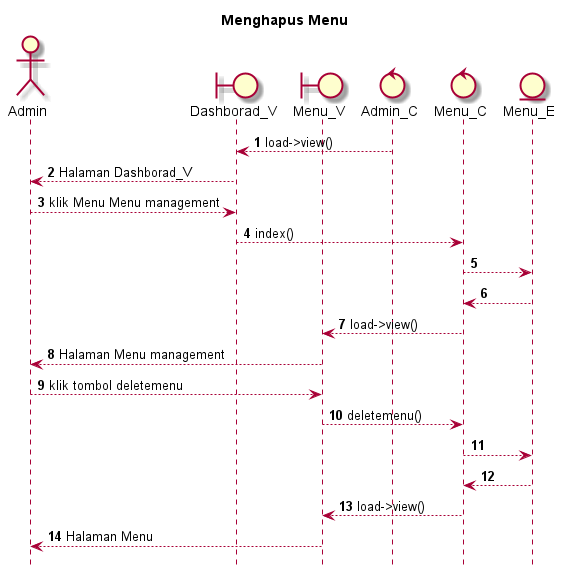 Menghapus Menu
Admin
Dashborad_V
Menu_V
Admin_C
Menu_C
Menu_E
1 load->view()
2 Halaman Dashborad_V
3 klik Menu Menu management
4 index()
5
6
7 load->view()
8 Halaman Menu management
9 klik tombol deletemenu
10 deletemenu()
11
12
13 load->view()
14 Halaman Menu